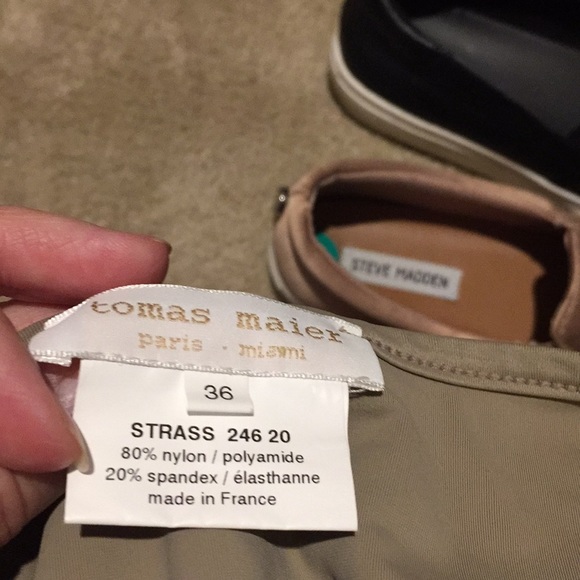 STEVE MADDEN
tomas maier
paris · miami
36
STRASS 246 20
80% nylon / polyamide
20% spandex / élasthanne
made in France